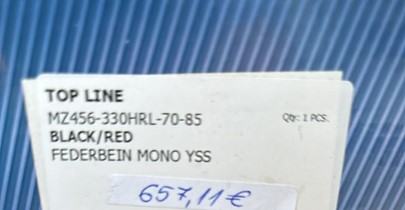 TOP LINE
MZ456-330HRL-70-85 Qty: 1 PCS.
BLACK/RED
FEDERBEIN MONO YSS
657,11€